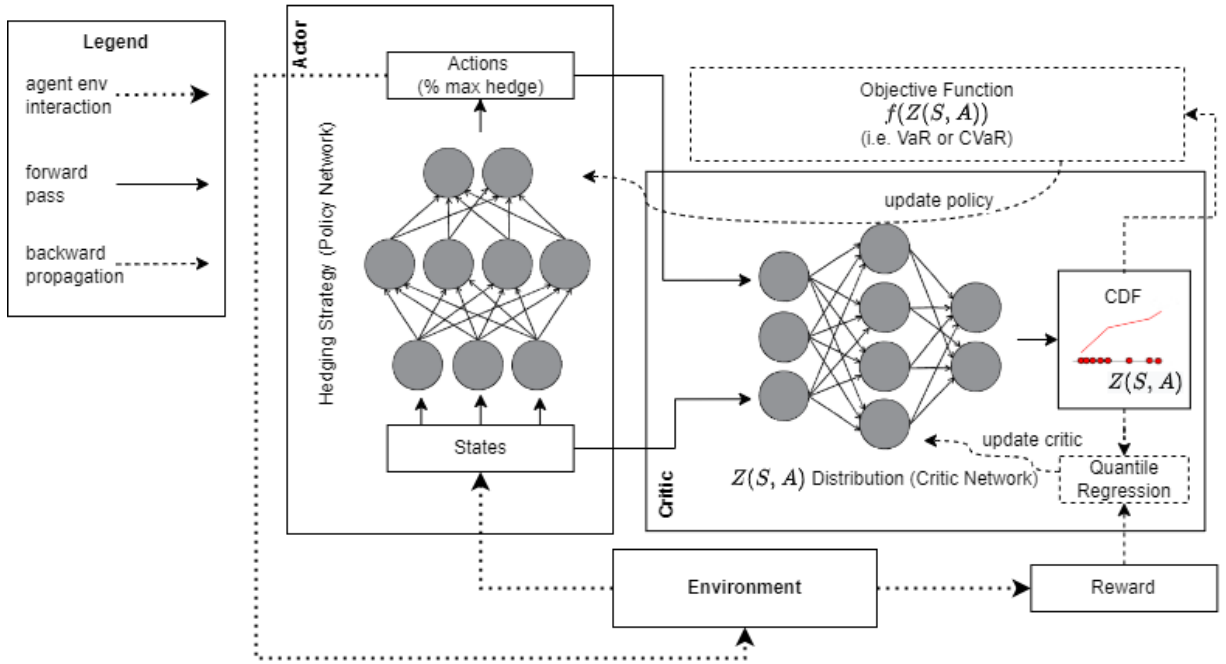 Legend
agent env
interaction
forward
pass
backward
propagation
Actor
Hedging Strategy (Policy Network)
Actions
(% max hedge)
States
Objective Function
f(Z(S, A))
(i.e. VaR or CVaR)
update policy
CDF
Z(S, A)
update critic
Quantile
Regression
Z(S, A) Distribution (Critic Network)
Critic
Environment
Reward